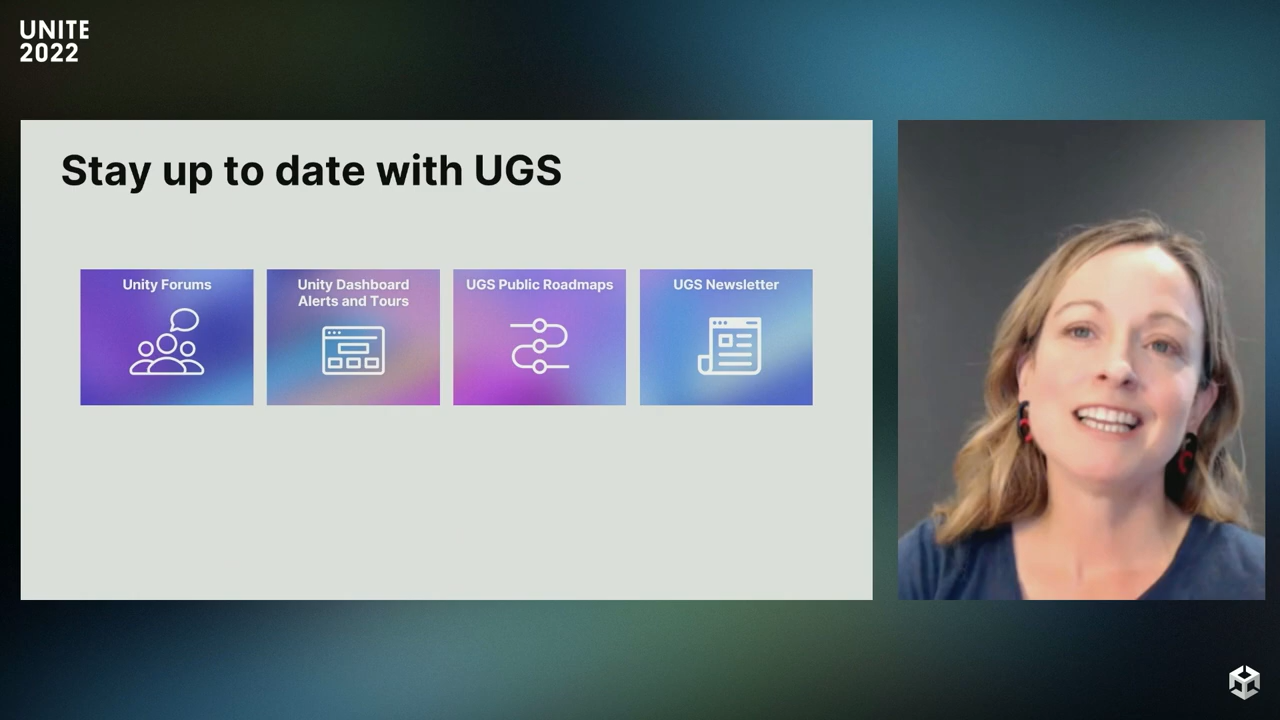 UNITE
2022
Stay up to date with UGS
Unity Forums
Unity Dashboard
Alerts and Tours
UGS Public Roadmaps
UGS Newsletter